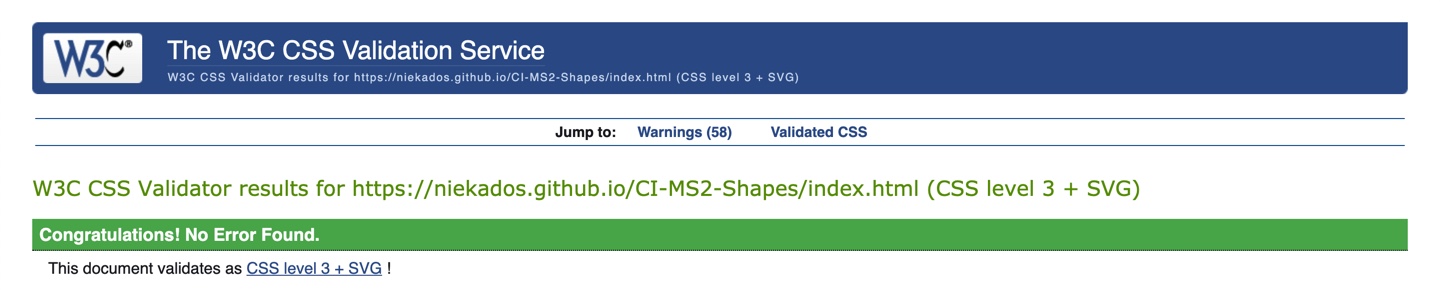 W3C®
The W3C CSS Validation Service
W3C CSS Validator results for https://niekados.github.io/CI-MS2-Shapes/index.html (CSS level 3 + SVG)
Jump to: Warnings (58) Validated CSS
W3C CSS Validator results for https://niekados.github.io/CI-MS2-Shapes/index.html (CSS level 3 + SVG)
Congratulations! No Error Found.
This document validates as CSS level 3 + SVG !